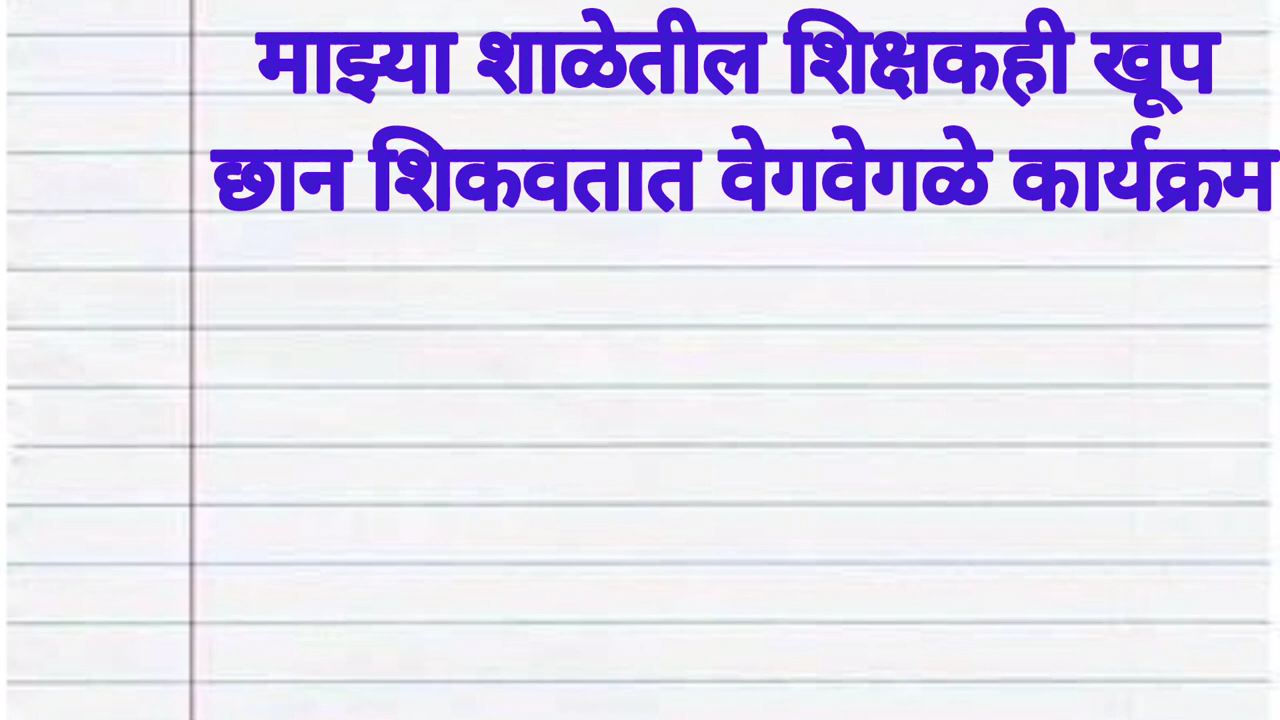 माझ्या शाळेतील शिक्षकही खूप
छान शिकवतात वेगवेगळे कार्यक्रम